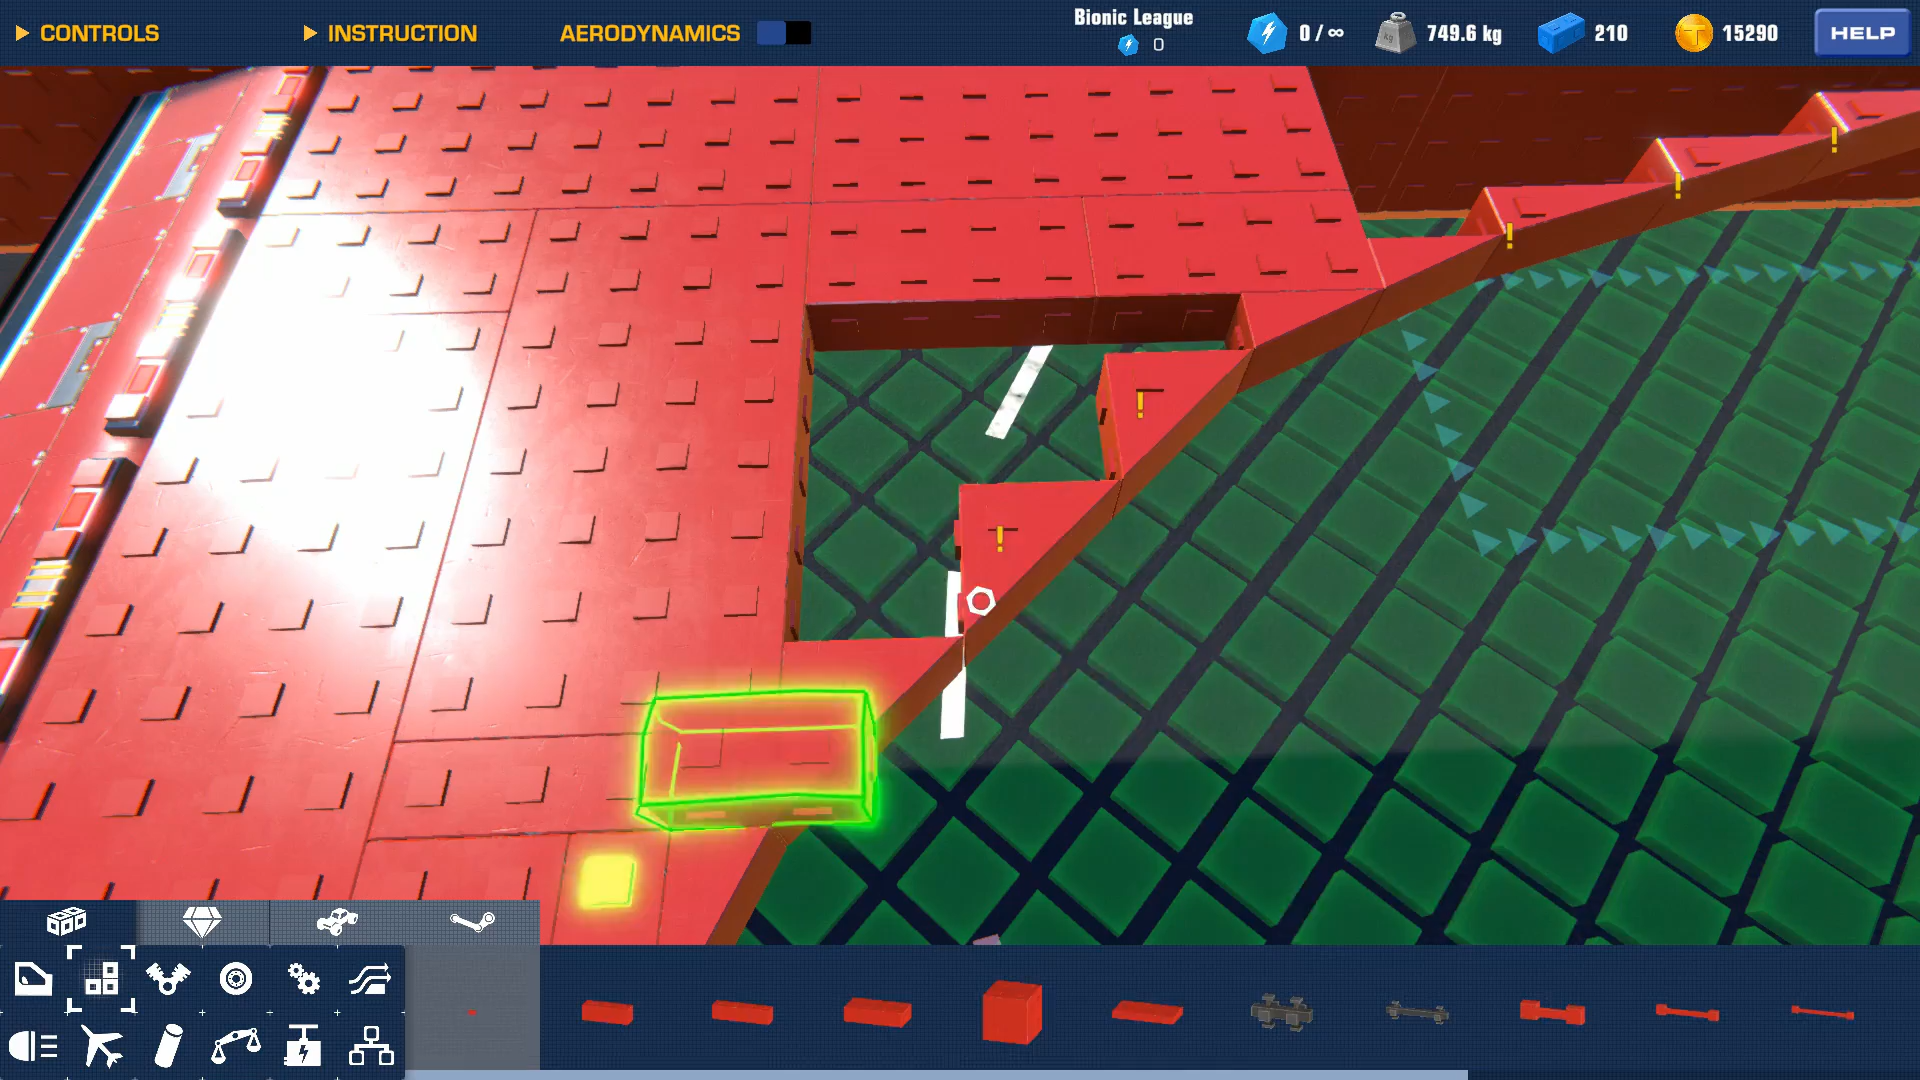 CONTROLS
INSTRUCTION
AERODYNAMICS
Bionic League
0
0 / ∞
749.6 kg
210
15290
HELP